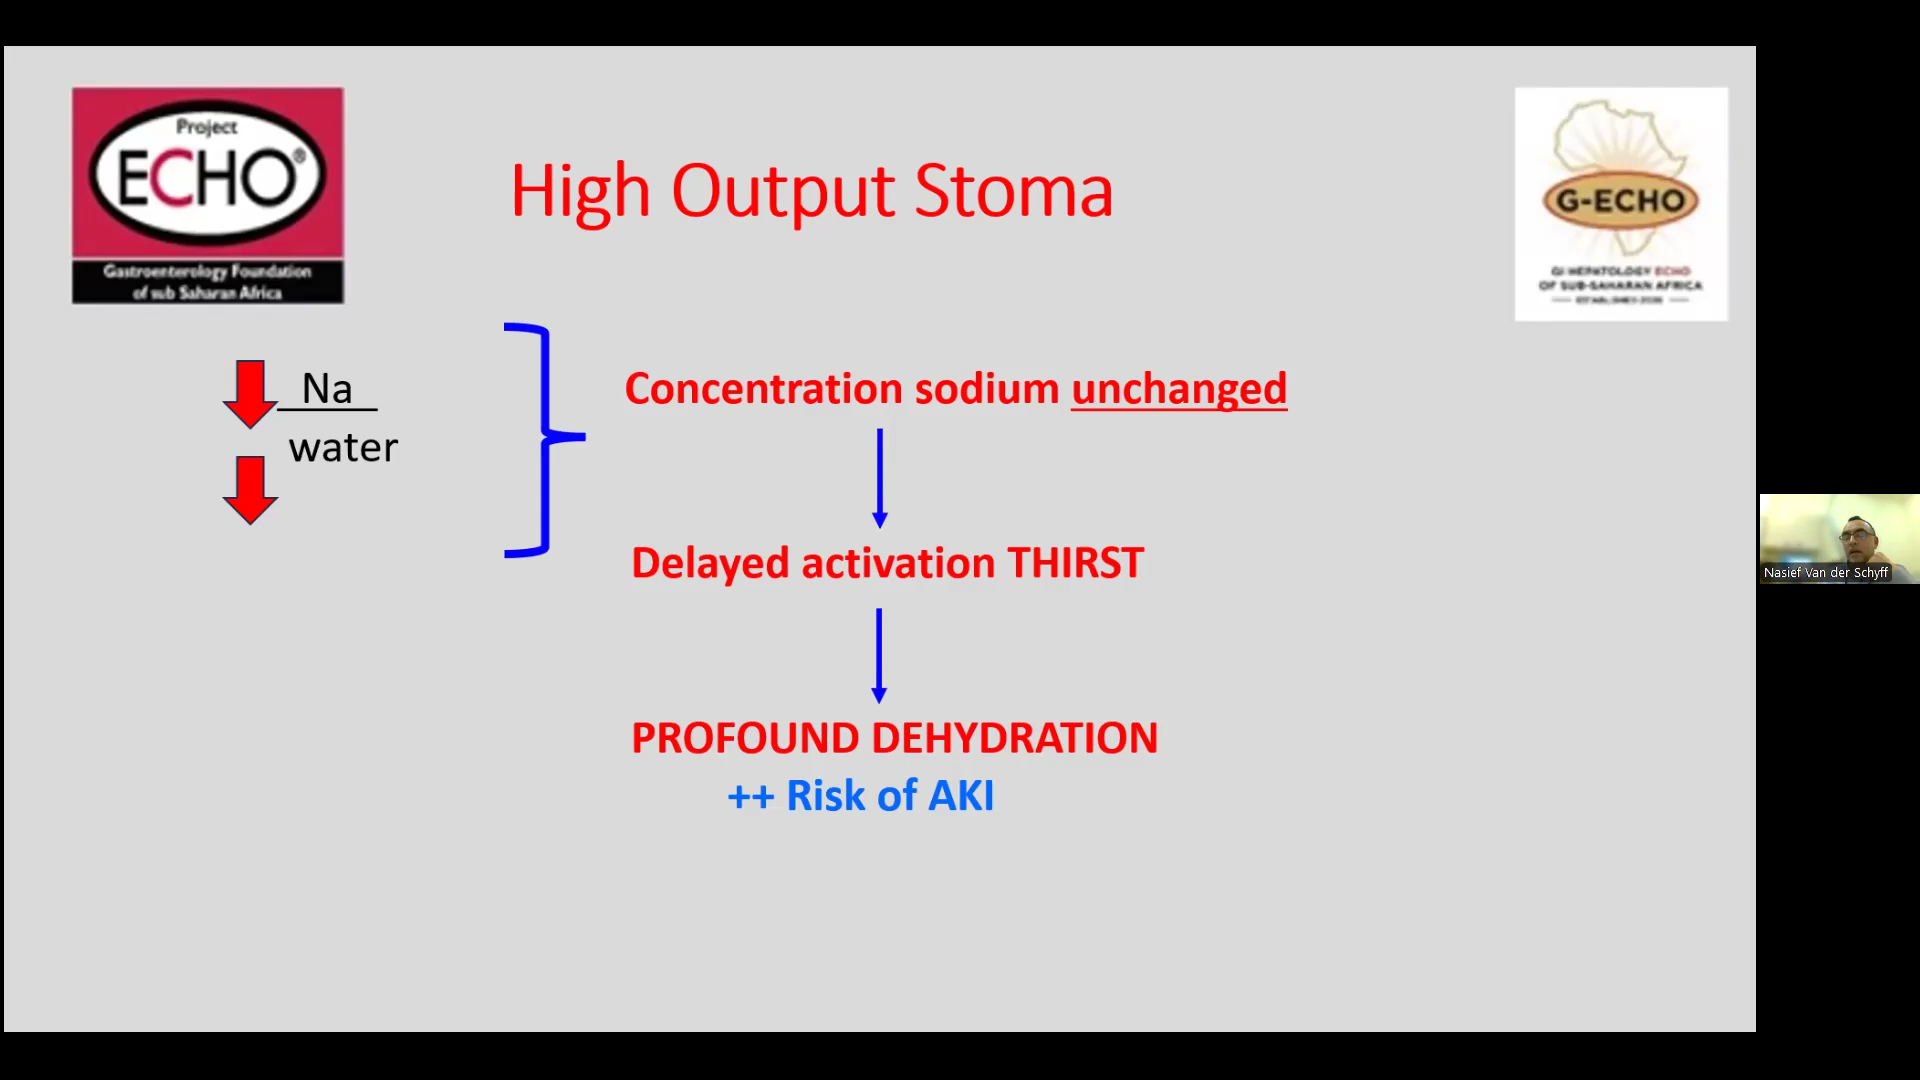 Project
ECHO®
Gastroenterology Foundation
of sub Saharan Africa
High Output Stoma
G-ECHO
GI HEPATOLOGY ECHO
OF SUB-SAHARAN AFRICA
Na
water
Concentration sodium unchanged
Delayed activation THIRST
PROFOUND DEHYDRATION
++ Risk of AKI
Nasief Van der Schyff